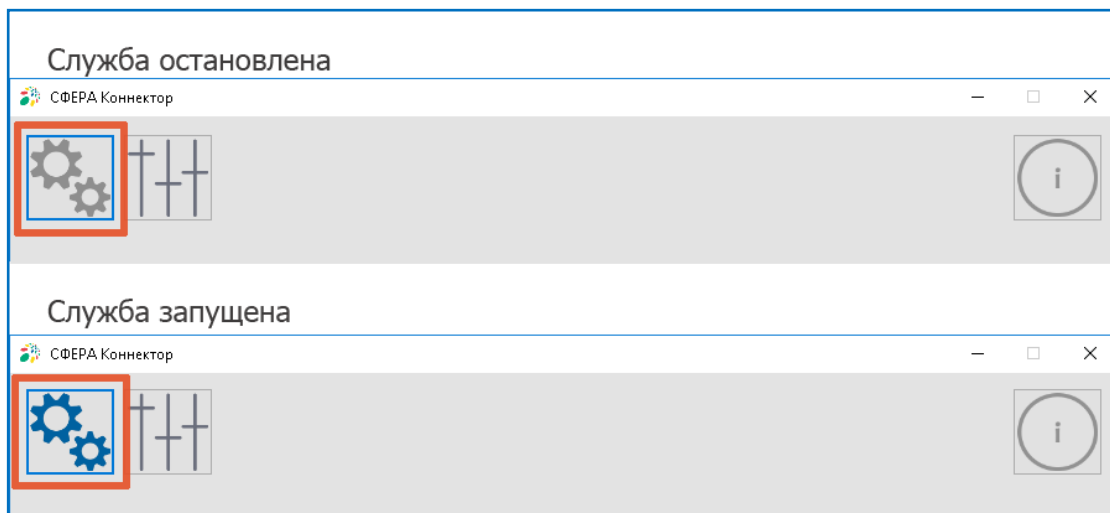 Служба остановлена
СФЕРА Коннектор
i
Служба запущена
СФЕРА Коннектор
i